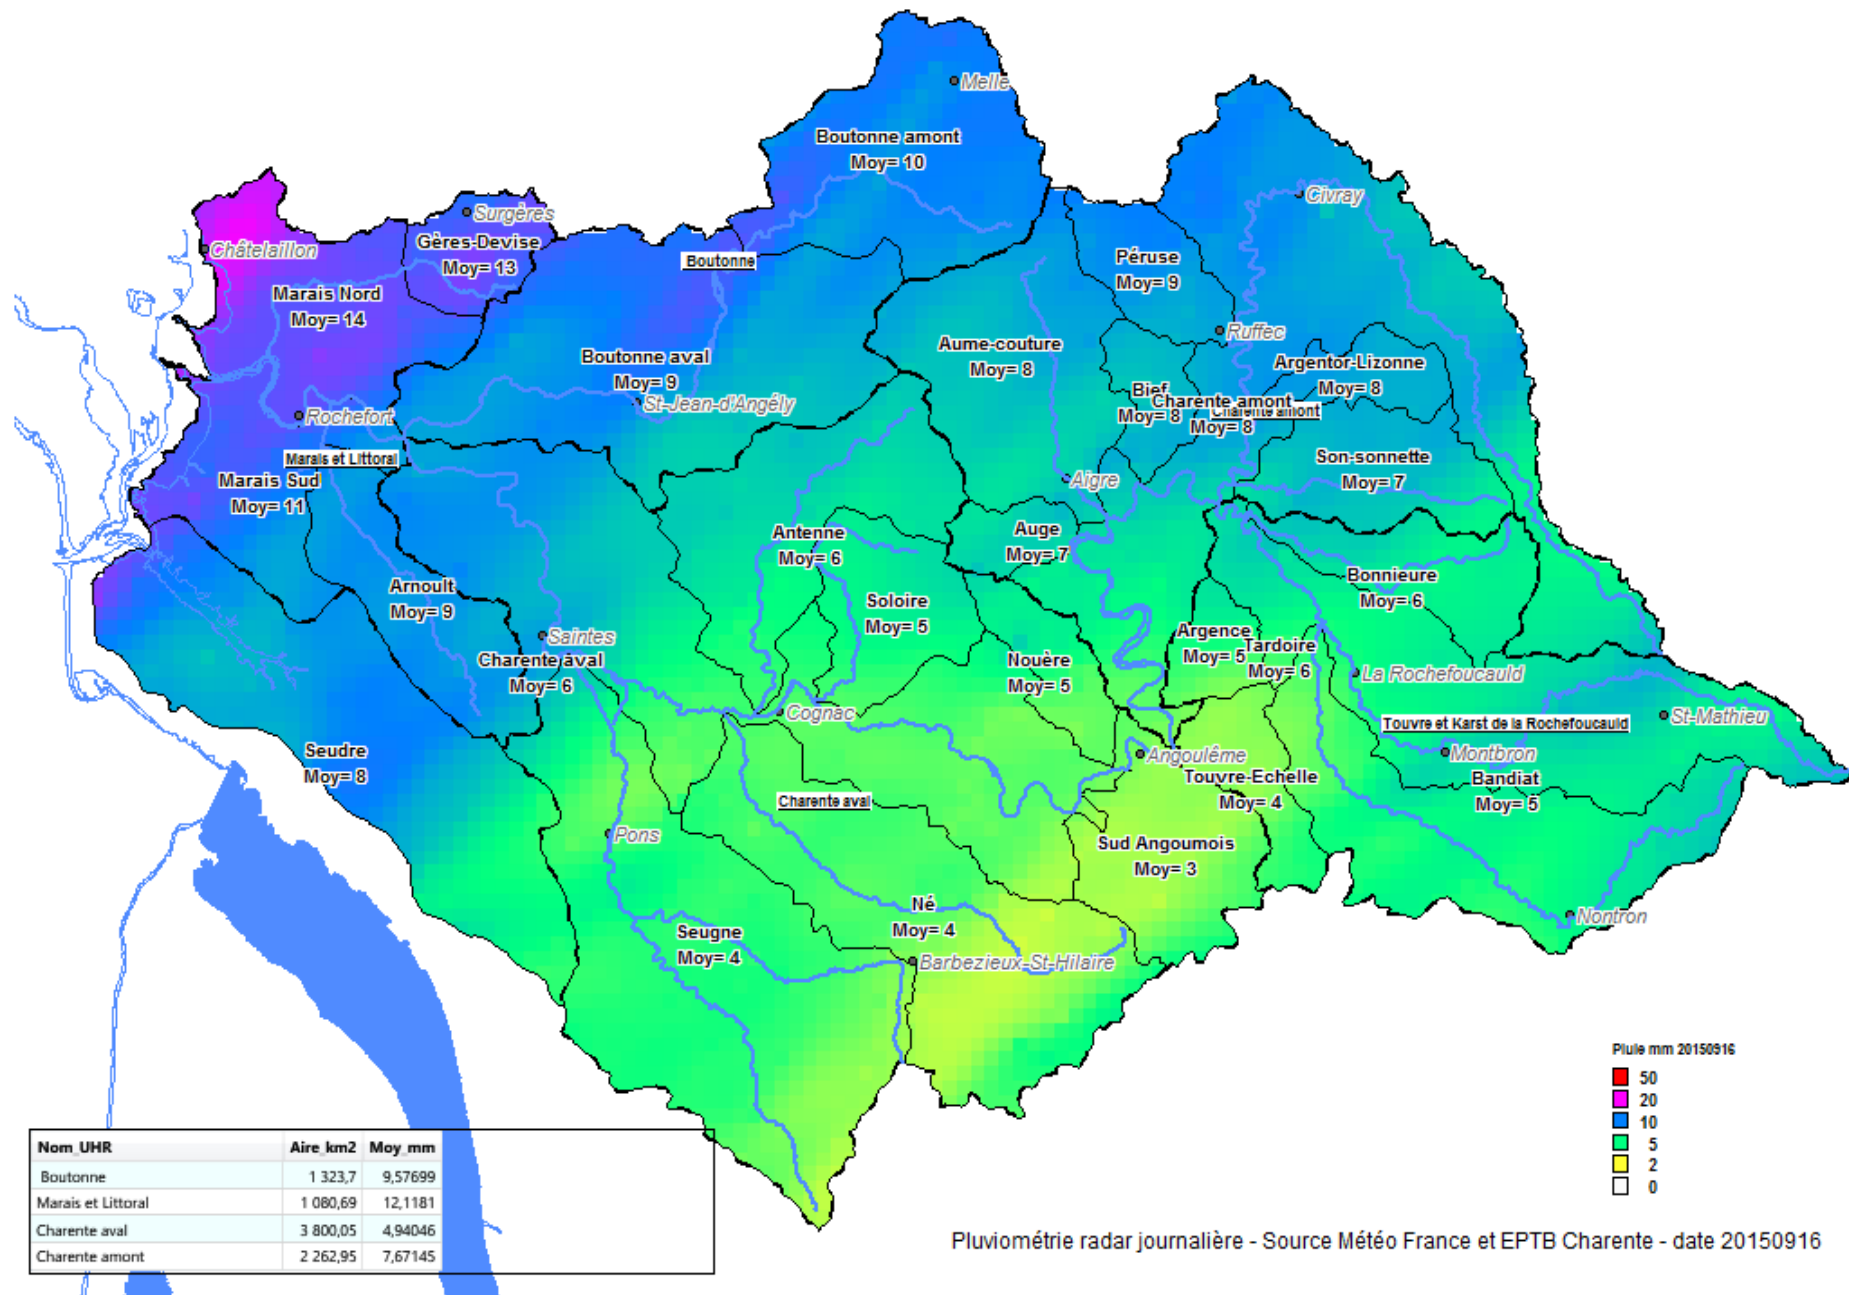 Melle
Boutonne amont
Moy= 10
Civray
Surgères
Châtelaillon
Gères-Devise
Moy= 13
Boutonne
Péruse
Moy= 9
Marais Nord
Moy= 14
Ruffec
Aume-couture
Moy= 8
Boutonne aval
Moy= 9
Argentor-Lizonne
Moy= 8
Bief
Moy= 8
Charente amont
Moy= 8
Charente amont
St-Jean-d'Angély
Rochefort
Marais et Littoral
Son-sonnette
Moy= 7
Marais Sud
Moy= 11
Aigre
Antenne
Moy= 6
Auge
Moy= 7
Arnoult
Moy= 9
Bonnieure
Moy= 6
Soloire
Moy= 5
Saintes
Charente aval
Moy= 6
Argence
Moy= 5
Tardoire
Moy= 6
Nouère
Moy= 5
La Rochefoucauld
Cognac
St-Mathieu
Touvre et Karst de la Rochefoucauld
Seudre
Moy= 8
Angoulême
Montbron
Touvre-Echelle
Moy= 4
Bandiat
Moy= 5
Charente aval
Pons
Sud Angoumois
Moy= 3
Né
Moy= 4
Nontron
Seugne
Moy= 4
Barbezieux-St-Hilaire
Pluie mm 20150916
50
20
10
5
2
0
Nom_UHR Aire_km2 Moy_mm
Boutonne 1 323,7 9,57699
Marais et Littoral 1 080,69 12,1181
Charente aval 3 800,05 4,94046
Charente amont 2 262,95 7,67145
Pluviométrie radar journalière - Source Météo France et EPTB Charente - date 20150916